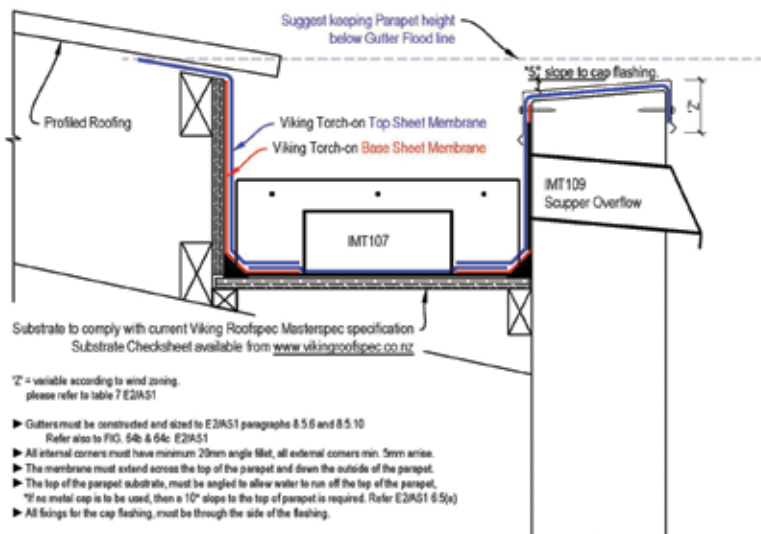 Suggest keeping Parapet height
below Gutter Flood line
"5" slope to cap flashing.
'Z'
Profiled Roofing
Viking Torch-on Top Sheet Membrane
Viking Torch-on Base Sheet Membrane
IMT109
Scupper Overflow
IMT107
Substrate to comply with current Viking Roofspec Masterspec specification
Substrate Checksheet available from www.vikingroofspec.co.nz
'Z' = variable according to wind zoning.
please refer to table 7 E2/AS1
► Gutters must be constructed and sized to E2/AS1 paragraphs 8.5.6 and 8.5.10
Refer also to FIG. 64b & 64c E2/AS1
► All internal corners must have minimum 20mm angle fillet, all external corners min. 5mm arrise.
► The membrane must extend across the top of the parapet and down the outside of the parapet.
► The top of the parapet substrate, must be angled to allow water to run off the top of the parapet,
*If no metal cap is to be used, then a 10° slope to the top of parapet is required. Refer E2/AS1 6.5(a)
► All fixings for the cap flashing, must be through the side of the flashing.